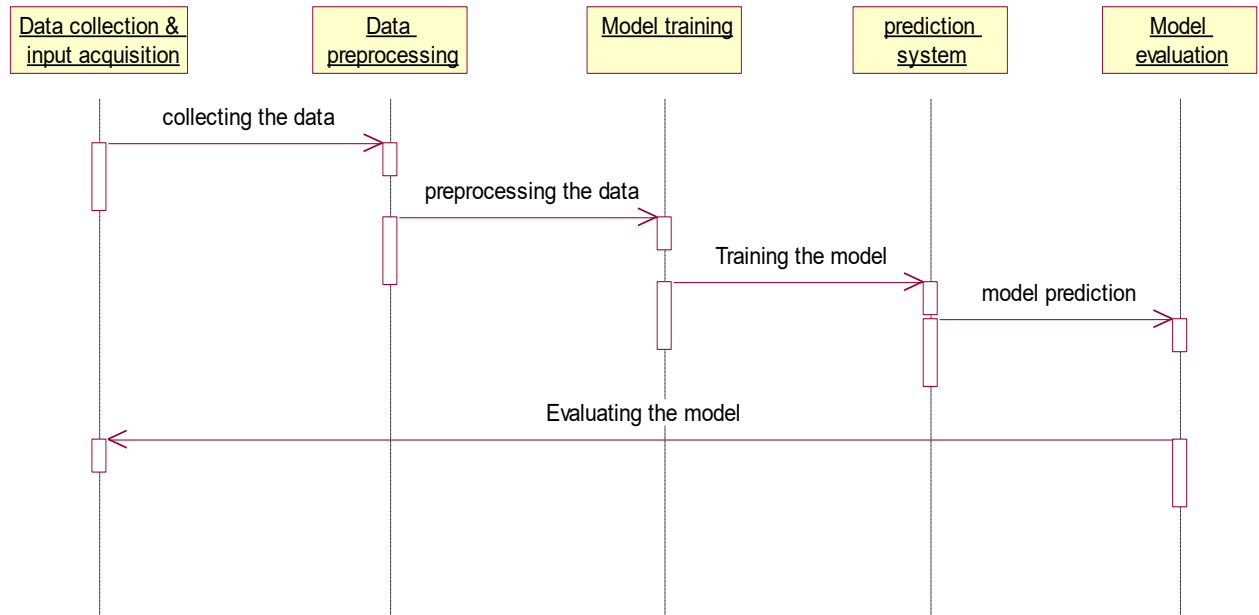 Data collection &
input acquisition
Data
preprocessing
Model training
prediction
system
Model
evaluation
collecting the data
preprocessing the data
Training the model
model prediction
Evaluating the model